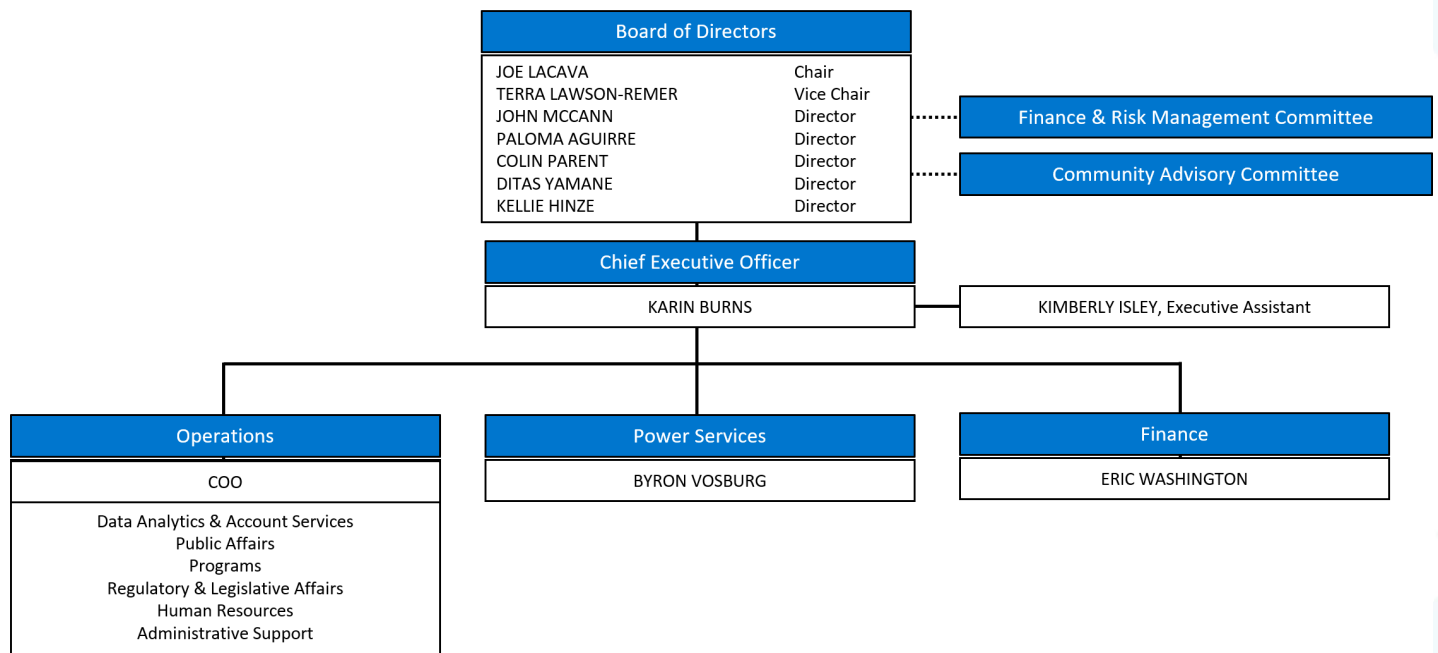 Board of Directors
JOE LACAVA Chair
TERRA LAWSON-REMER Vice Chair
JOHN MCCANN Director
PALOMA AGUIRRE Director
COLIN PARENT Director
DITAS YAMANE Director
KELLIE HINZE Director
Finance & Risk Management Committee
Community Advisory Committee
Chief Executive Officer
KARIN BURNS
KIMBERLY ISLEY, Executive Assistant
Operations
COO
Data Analytics & Account Services
Public Affairs
Programs
Regulatory & Legislative Affairs
Human Resources
Administrative Support
Power Services
BYRON VOSBURG
Finance
ERIC WASHINGTON